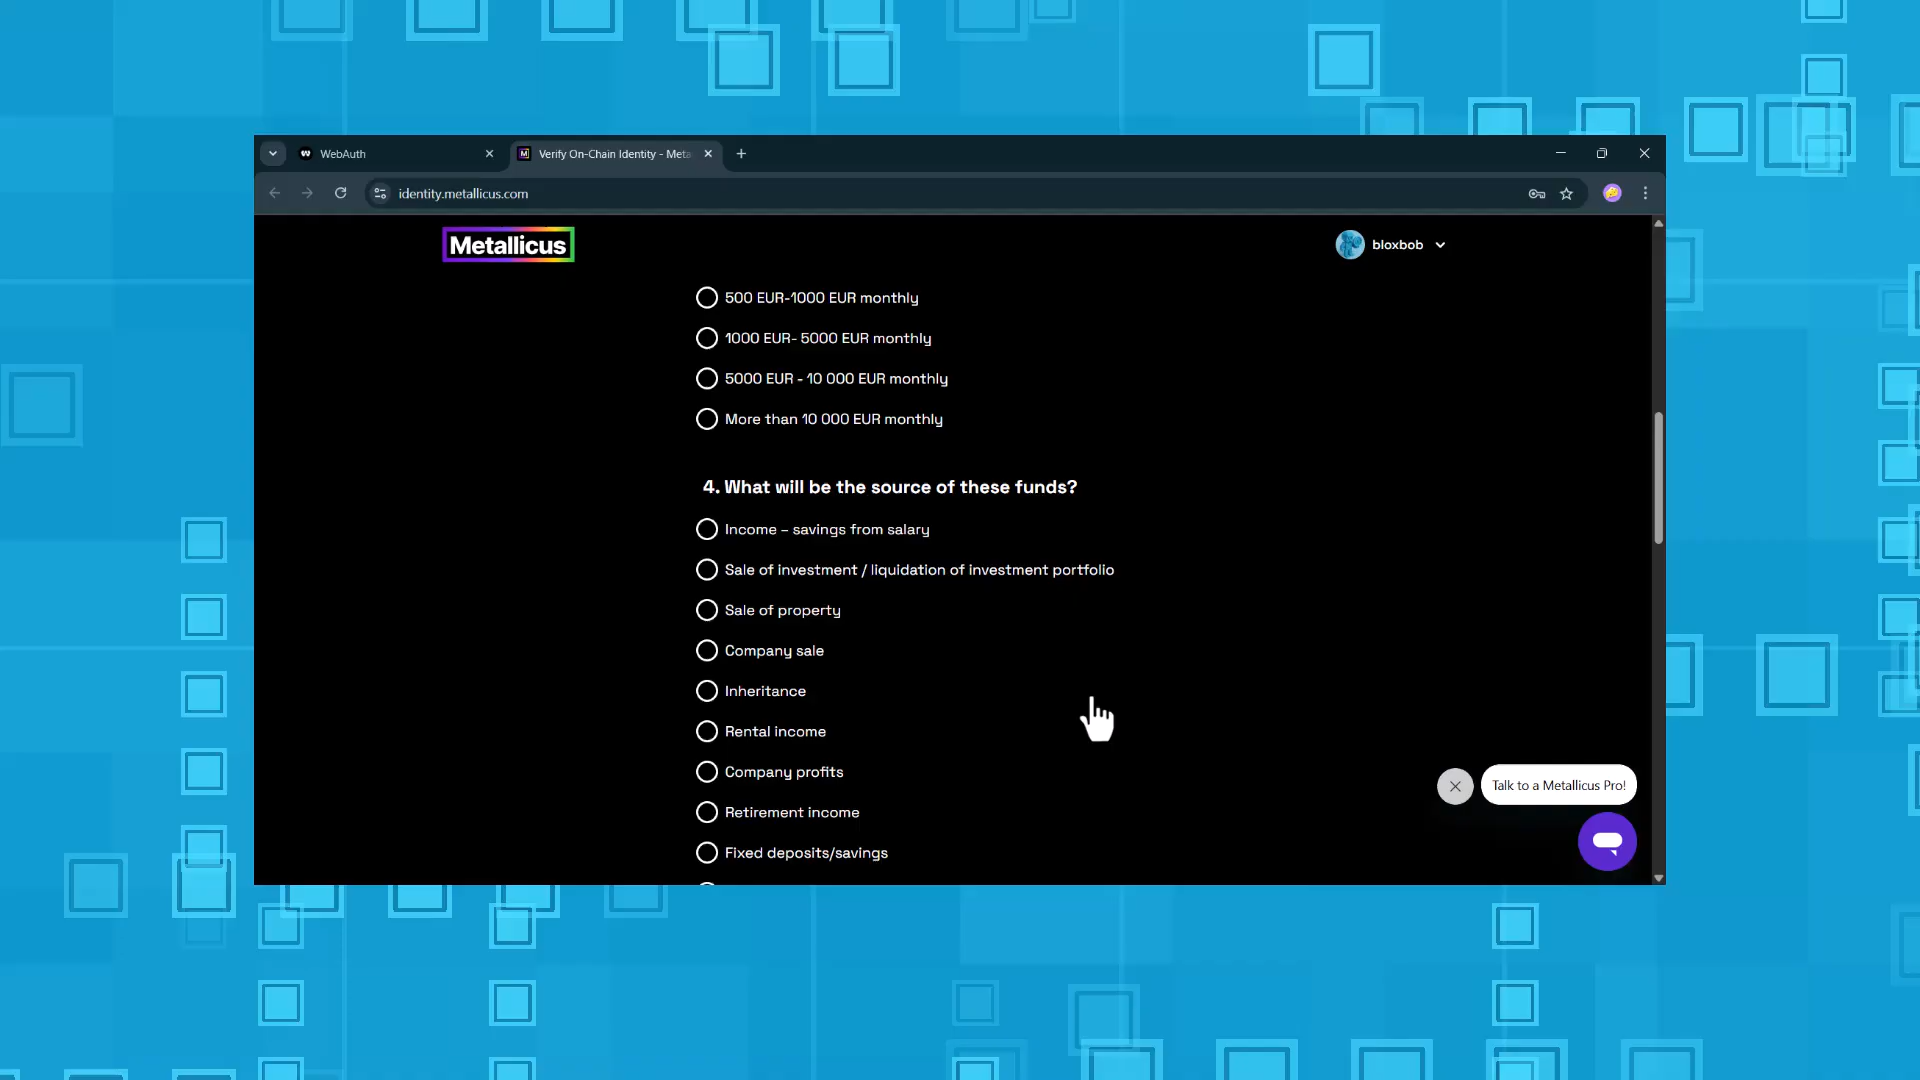 WebAuth
Verify On-Chain Identity - Meta
identity.metallicus.com
Metallicus
bloxbob
500 EUR-1000 EUR monthly
1000 EUR- 5000 EUR monthly
5000 EUR - 10 000 EUR monthly
More than 10 000 EUR monthly
4. What will be the source of these funds?
Income – savings from salary
Sale of investment / liquidation of investment portfolio
Sale of property
Company sale
Inheritance
Rental income
Company profits
Retirement income
Fixed deposits/savings
Talk to a Metallicus Pro!